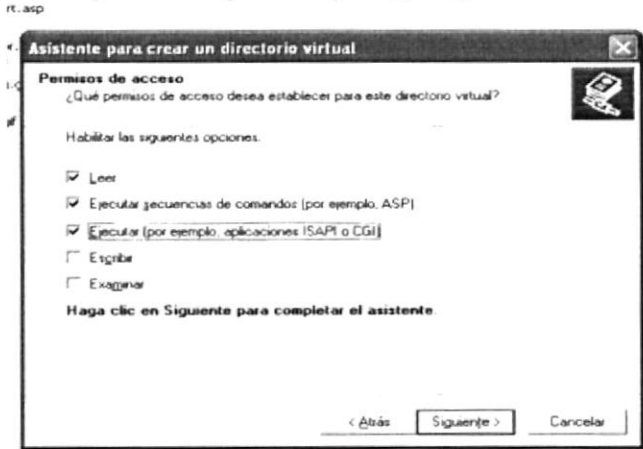 rt.asp
Asistente para crear un directorio virtual
Permisos de acceso
¿Qué permisos de acceso desea establecer para este directorio virtual?
Habilitar las siguientes opciones.
Leer
Ejecutar secuencias de comandos (por ejemplo, ASP)
Ejecutar (por ejemplo, aplicaciones ISAPI o CGI)
Escribir
Examinar
Haga clic en Siguiente para completar el asistente.
< Atrás Siguiente > Cancelar